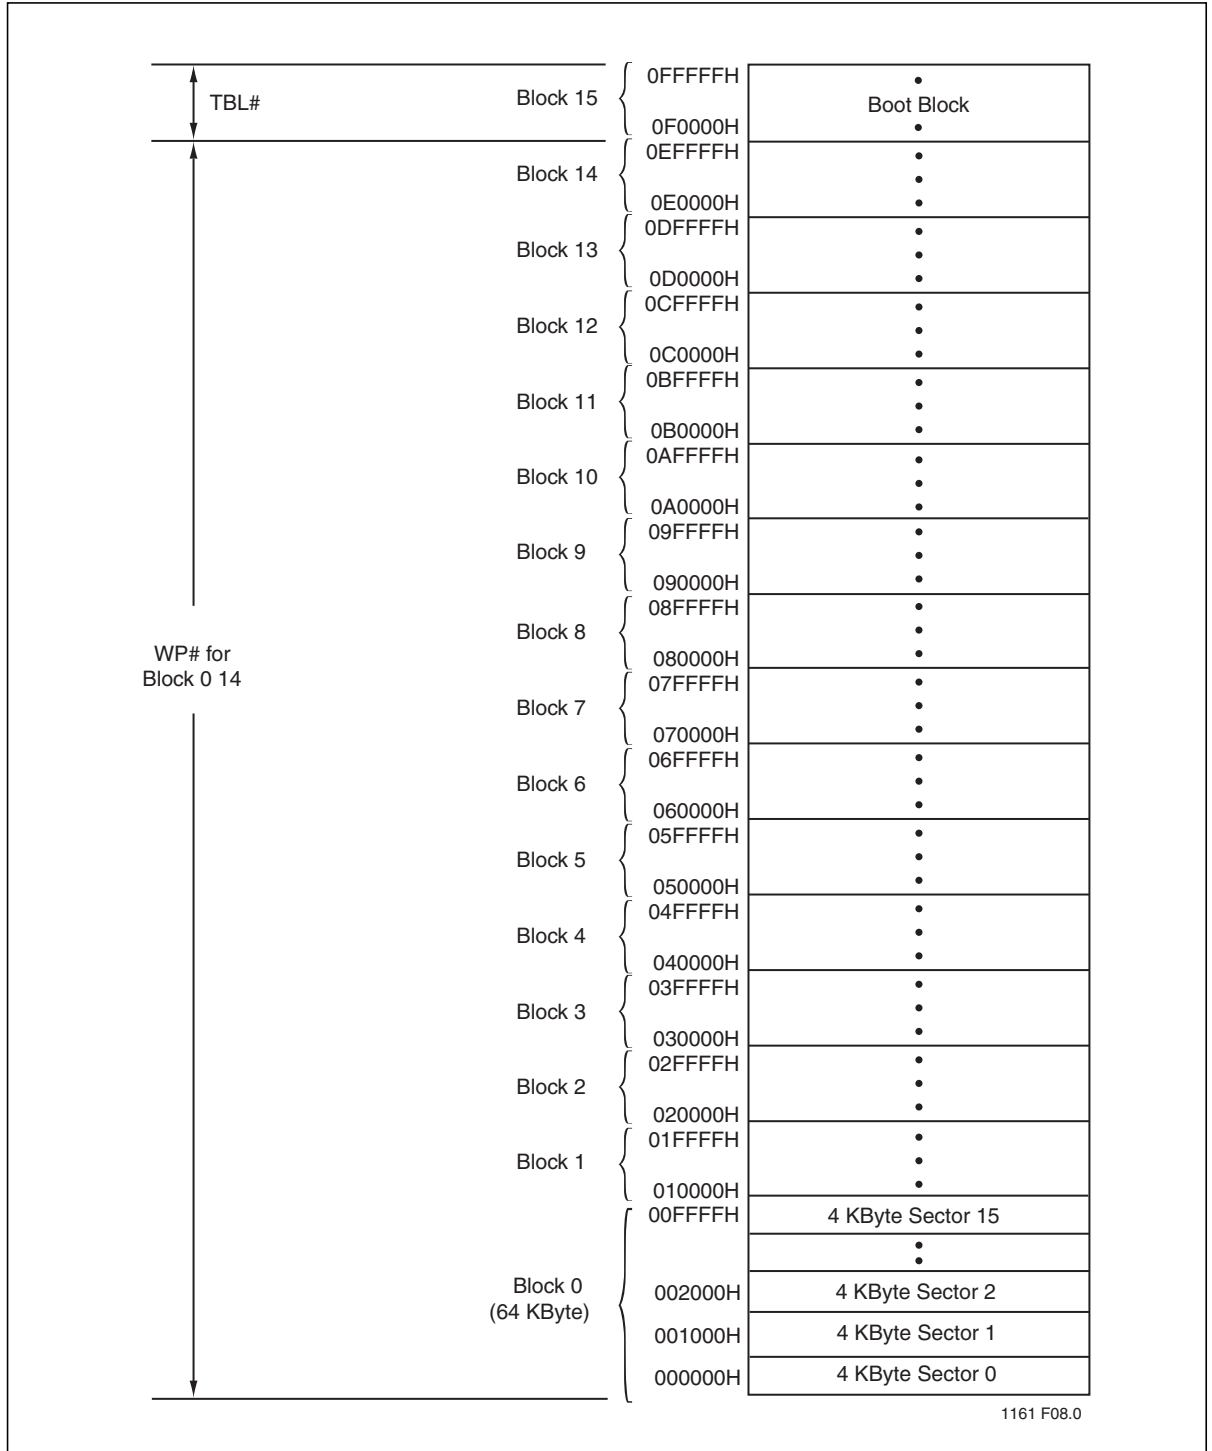 TBL#
Block 15
0FFFFFH
Boot Block
0F0000H
0EFFFFH
Block 14
0E0000H
0DFFFFH
Block 13
0D0000H
0CFFFFH
Block 12
0C0000H
0BFFFFH
Block 11
0B0000H
0AFFFFH
Block 10
0A0000H
09FFFFH
Block 9
090000H
08FFFFH
Block 8
080000H
WP# for
Block 0 14
07FFFFH
Block 7
070000H
06FFFFH
Block 6
060000H
05FFFFH
Block 5
050000H
04FFFFH
Block 4
040000H
03FFFFH
Block 3
030000H
02FFFFH
Block 2
020000H
01FFFFH
Block 1
010000H
00FFFFH
4 KByte Sector 15
Block 0
(64 KByte)
002000H
4 KByte Sector 2
001000H
4 KByte Sector 1
000000H
4 KByte Sector 0
1161 F08.0